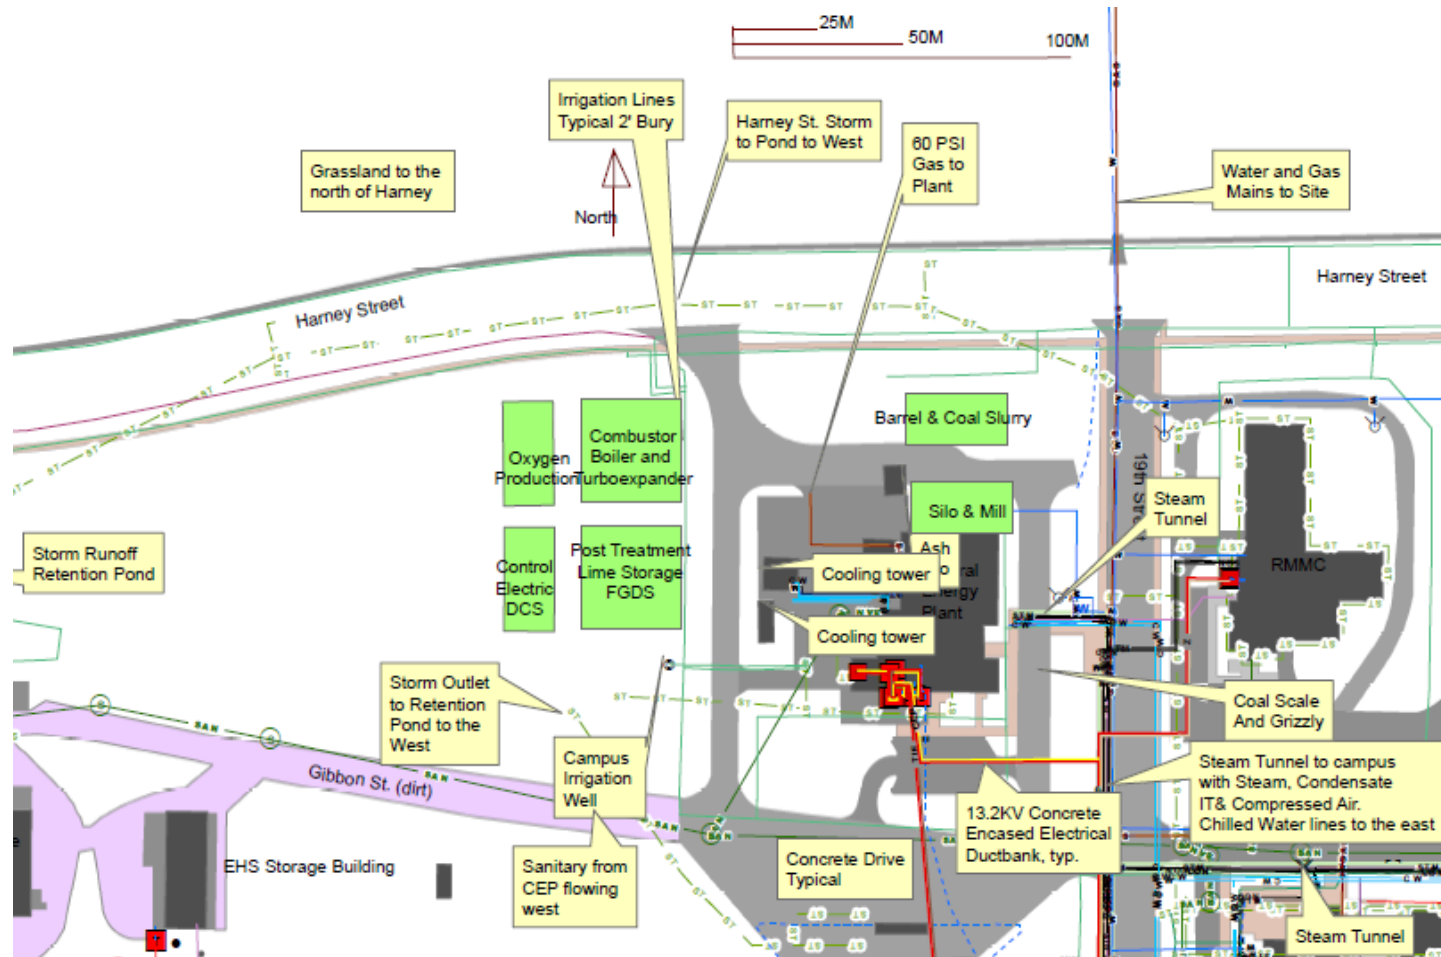 25M
50M
100M
Irrigation Lines
Typical 2' Bury
Harney St. Storm
to Pond to West
60 PSI
Gas to
Plant
Grassland to the
north of Harney
North
Water and Gas
Mains to Site
Harney Street
Harney Street
Barrel & Coal Slurry
Oxygen
Production
Combustor
Boiler and
Turboexpander
19th Street
Steam
Tunnel
Silo & Mill
Storm Runoff
Retention Pond
Control
Electric
DCS
Post Treatment
Lime Storage
FGDS
Cooling tower
Ash
Energy
Plant
RMMC
Cooling tower
Storm Outlet
to Retention
Pond to the
West
Coal Scale
And Grizzly
Campus
Irrigation
Well
Gibbon St. (dirt)
Steam Tunnel to campus
with Steam, Condensate
IT& Compressed Air.
Chilled Water lines to the east
13.2KV Concrete
Encased Electrical
Ductbank, typ.
Sanitary from
CEP flowing
west
Concrete Drive
Typical
EHS Storage Building
Steam Tunnel